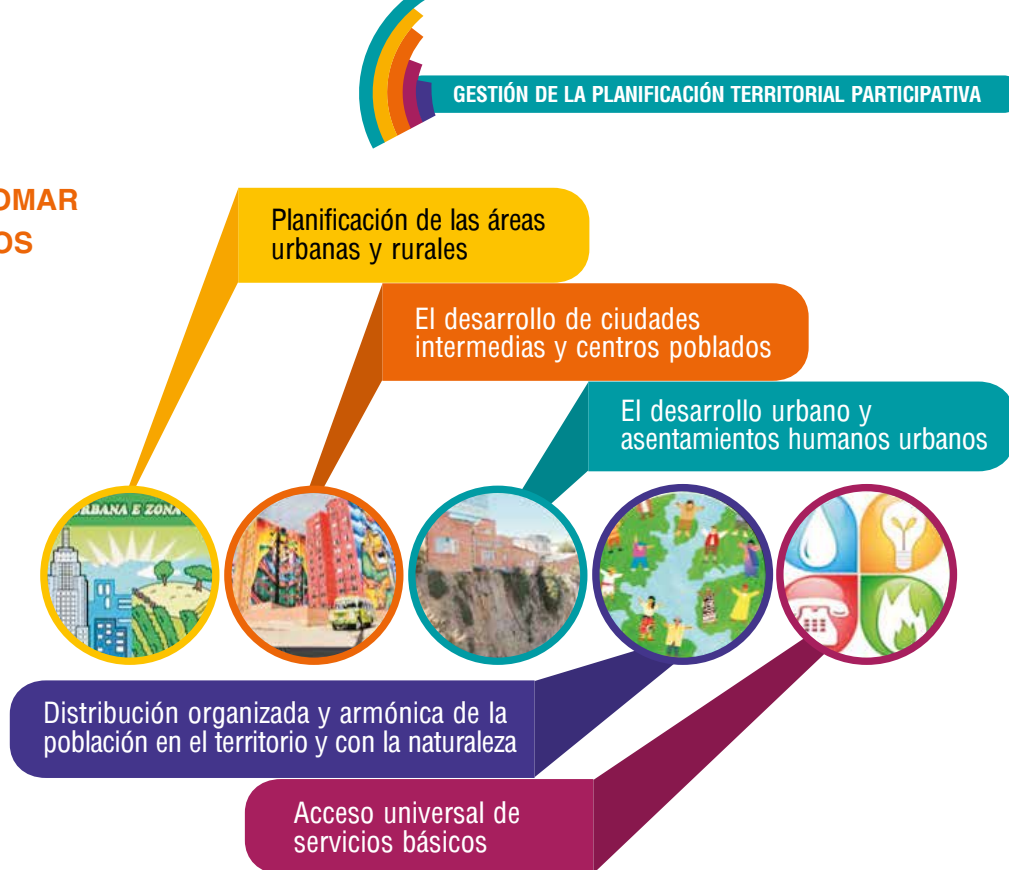 GESTIÓN DE LA PLANIFICACIÓN TERRITORIAL PARTICIPATIVA
OMAR
OS
Planificación de las áreas
urbanas y rurales
El desarrollo de ciudades
intermedias y centros poblados
El desarrollo urbano y
asentamientos humanos urbanos
RBANA E ZONA
Distribución organizada y armónica de la
población en el territorio y con la naturaleza
Acceso universal de
servicios básicos